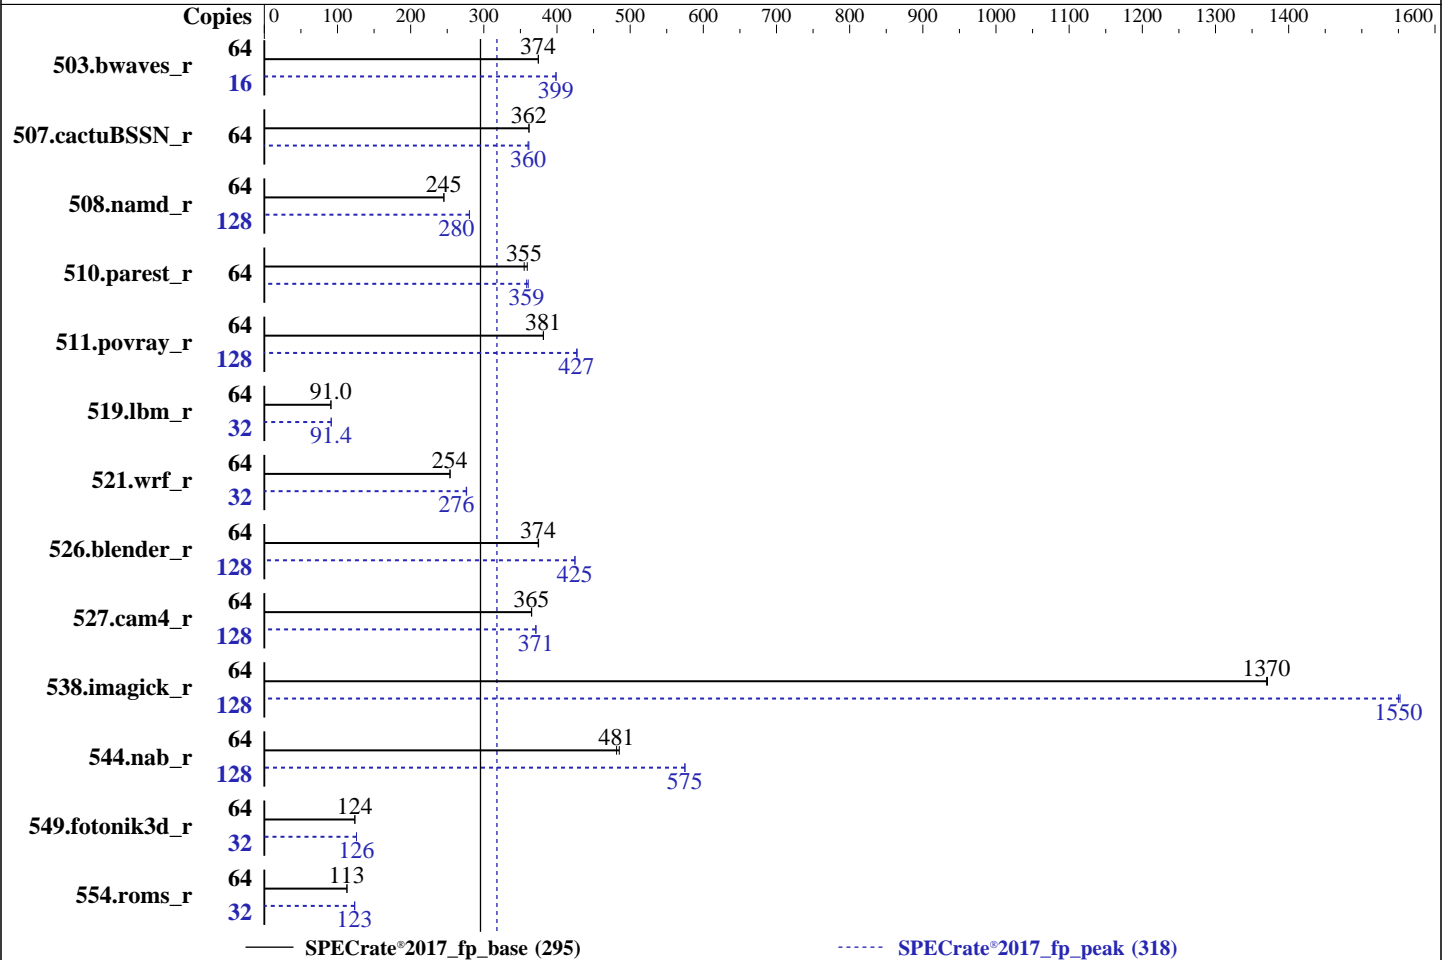 Copies 0 100 200 300 400 500 600 700 800 900 1000 1100 1200 1300 1400 1600
503.bwaves_r 64 374
16 399
507.cactuBSSN_r 64 362
360
508.namd_r 64 245
128 280
510.parest_r 64 355
359
511.povray_r 64 381
128 427
519.lbm_r 64 91.0
32 91.4
521.wrf_r 64 254
32 276
526.blender_r 64 374
128 425
527.cam4_r 64 365
128 371
538.imagick_r 64 1370
128 1550
544.nab_r 64 481
128 575
549.fotonik3d_r 64 124
32 126
554.roms_r 64 113
32 123
SPECrate®2017_fp_base (295) SPECrate®2017_fp_peak (318)